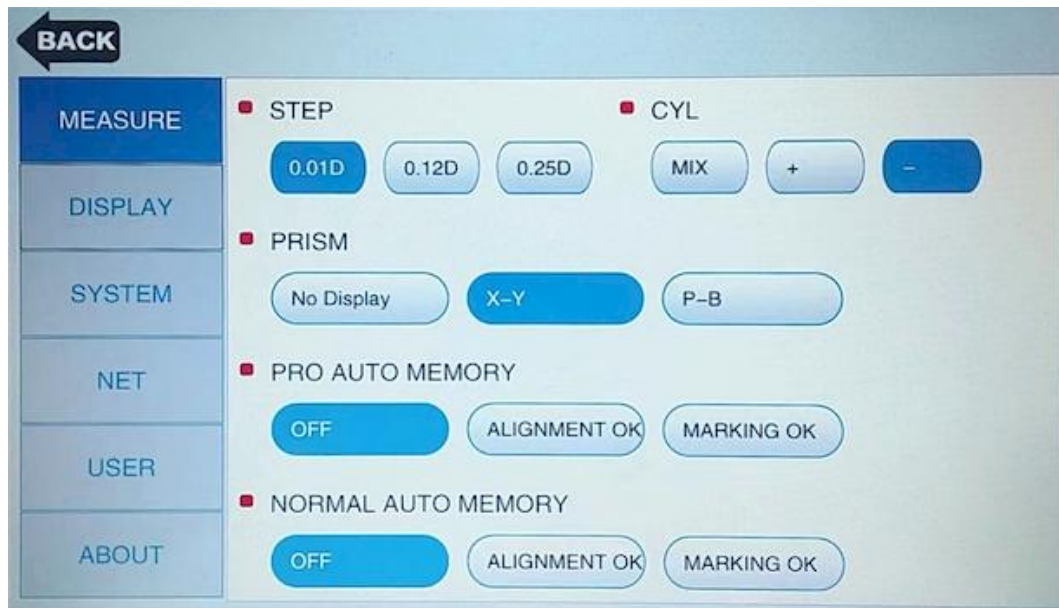 BACK
MEASURE
DISPLAY
SYSTEM
NET
USER
ABOUT
STEP
0.01D 0.12D 0.25D
CYL
MIX + -
PRISM
No Display X-Y P-B
PRO AUTO MEMORY
OFF ALIGNMENT OK MARKING OK
NORMAL AUTO MEMORY
OFF ALIGNMENT OK MARKING OK